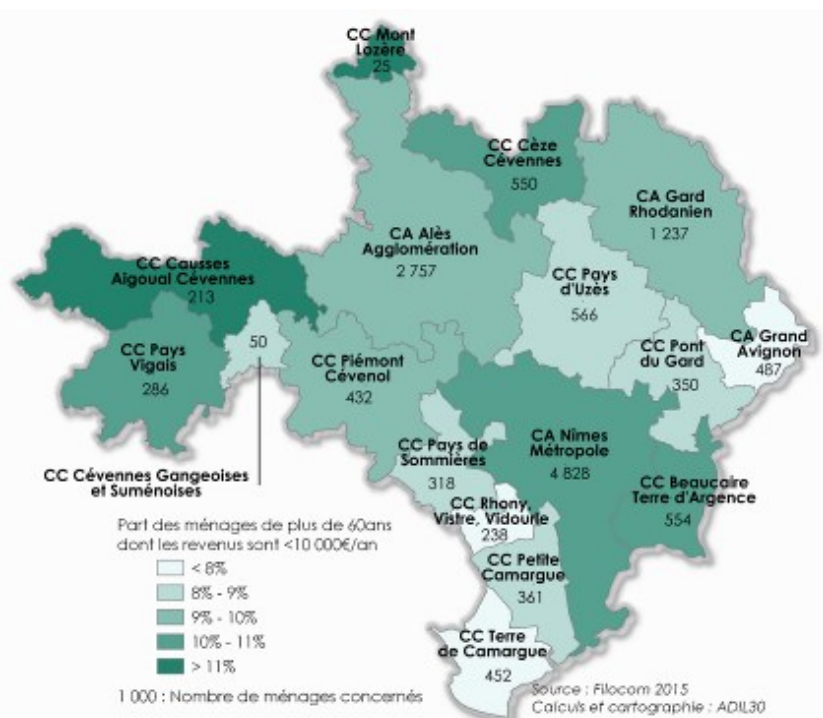 CC Mont
Lozère
25
CC Cèze
Cévennes
550
CA Gard
Rhodanien
1 237
CA Alès
Agglomération
2 757
CC Causses
Aigoual Cévennes
213
CC Pays
d'Uzès
566
50
CC Pays
Vigais
286
CC Piémont
Cévenol
432
CC Pont
du Gard
350
CA Grand
Avignon
487
CC Cévennes Gangeoises
et Suménoises
CC Pays de
Sommières
318
CA Nîmes
Métropole
4 828
CC Beaucaire
Terre d'Argence
554
CC Rhony,
Vistre, Vidourle
238
CC Petite
Camargue
361
CC Terre
de Camargue
452
Part des ménages de plus de 60ans
dont les revenus sont <10 000€/an
< 8%
8% - 9%
9% - 10%
10% - 11%
> 11%
1 000 : Nombre de ménages concernés
Source : Filocom 2015
Calculs et cartographie : ADIL30